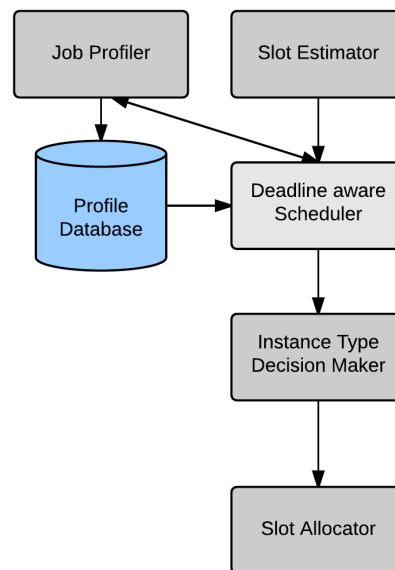 Job Profiler
Slot Estimator
Profile
Database
Deadline aware
Scheduler
Instance Type
Decision Maker
Slot Allocator